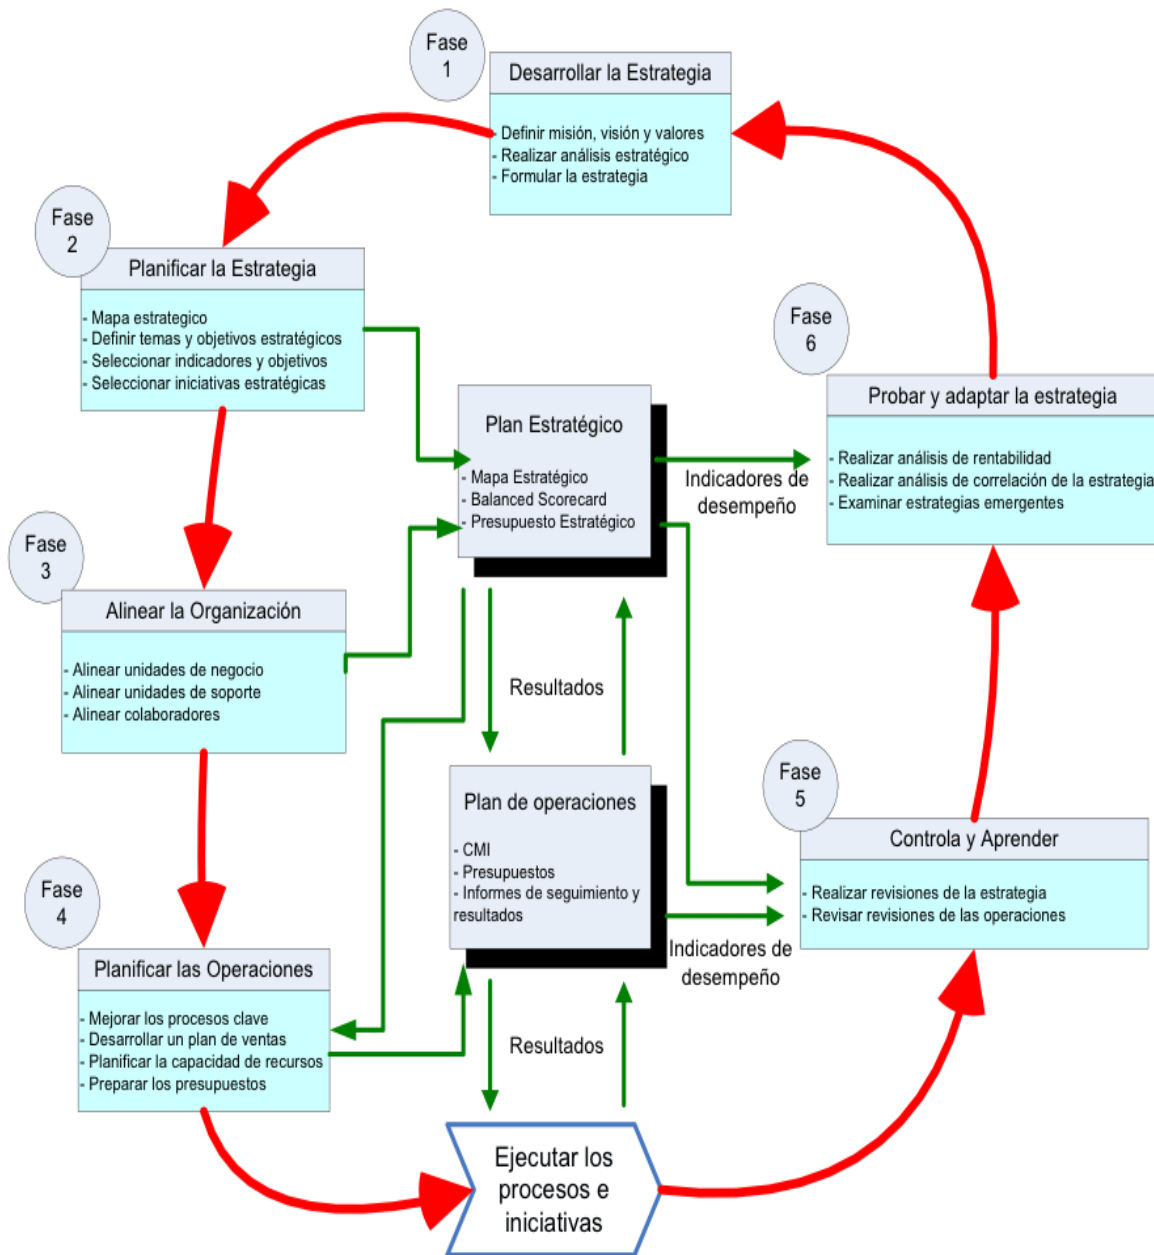 Fase
1
Desarrollar la Estrategia
- Definir misión, visión y valores
- Realizar análisis estratégico
- Formular la estrategia
Fase
2
Planificar la Estrategia
- Mapa estrategico
- Definir temas y objetivos estratégicos
- Seleccionar indicadores y objetivos
- Seleccionar iniciativas estratégicas
Fase
3
Alinear la Organización
- Alinear unidades de negocio
- Alinear unidades de soporte
- Alinear colaboradores
Fase
4
Planificar las Operaciones
- Mejorar los procesos clave
- Desarrollar un plan de ventas
- Planificar la capacidad de recursos
- Preparar los presupuestos
Plan Estratégico
- Mapa Estratégico
- Balanced Scorecard
- Presupuesto Estratégico
Indicadores de
desempeño
Resultados
Plan de operaciones
- CMI
- Presupuestos
- Informes de seguimiento y
resultados
Indicadores de
desempeño
Resultados
Ejecutar los
procesos e
iniciativas
Fase
5
Controla y Aprender
- Realizar revisiones de la estrategia
- Revisar revisiones de las operaciones
Fase
6
Probar y adaptar la estrategia
- Realizar análisis de rentabilidad
- Realizar análisis de correlación de la estrategia
- Examinar estrategias emergentes